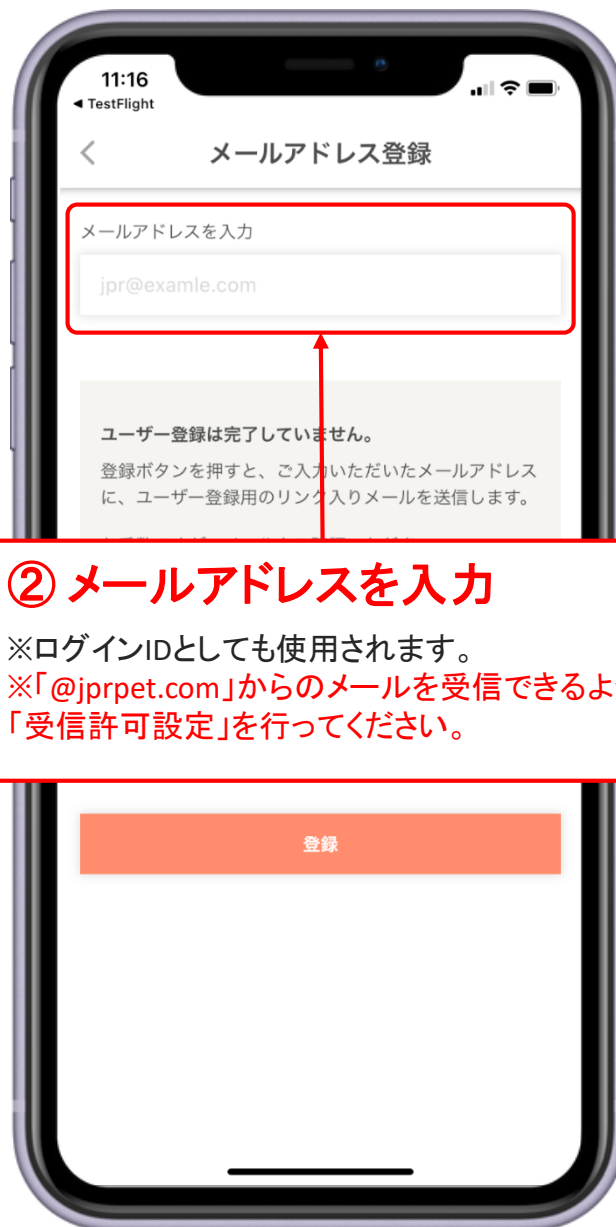 11:16
◀ TestFlight
メールアドレス登録
メールアドレスを入力
jpr@examle.com
ユーザー登録は完了していません。
登録ボタンを押すと、ご入力いただいたメールアドレス
に、ユーザー登録用のリンク入りメールを送信します。
② メールアドレスを入力
※ログインIDとしても使用されます。
※「@jprpet.com」からのメールを受信できるよ
「受信許可設定」を行ってください。
登録